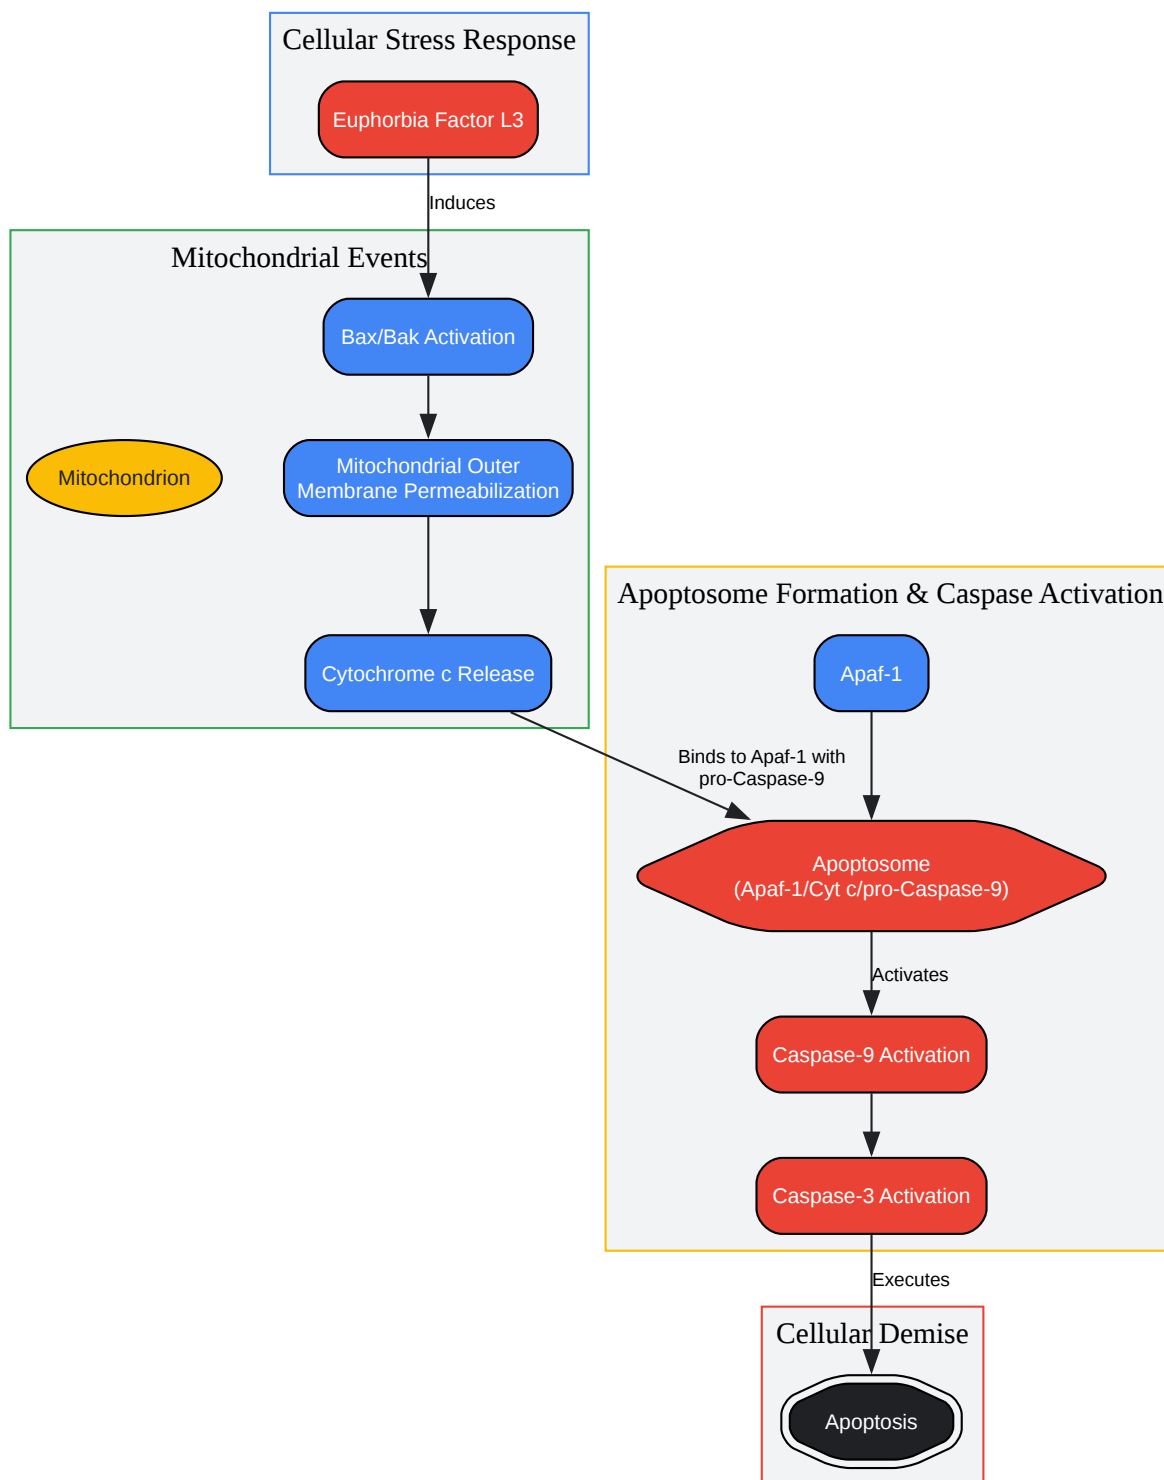 Cellular Stress Response
Euphorbia Factor L3
Induces
Mitochondrial Events
Bax/Bak Activation
Mitochondrion
Mitochondrial Outer
Membrane Permeabilization
Cytochrome c Release
Apoptosome Formation & Caspase Activation
Apaf-1
Binds to Apaf-1 with
pro-Caspase-9
Apoptosome
(Apaf-1/Cyt c/pro-Caspase-9)
Activates
Caspase-9 Activation
Caspase-3 Activation
Executes
Cellular Demise
Apoptosis